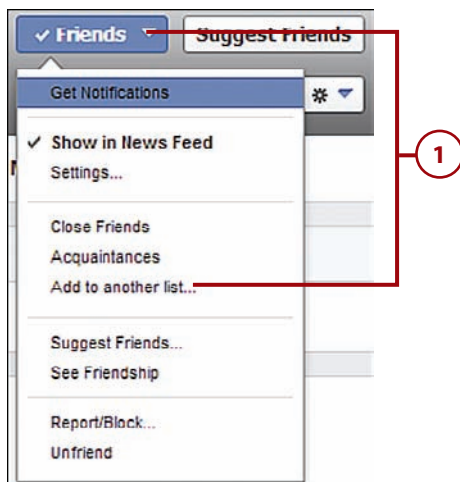 ✓ Friends ▼ Suggest Friends
Get Notifications
✓ Show in News Feed
Settings...
Close Friends
Acquaintances
Add to another list...
Suggest Friends...
See Friendship
Report/Block...
Unfriend
1